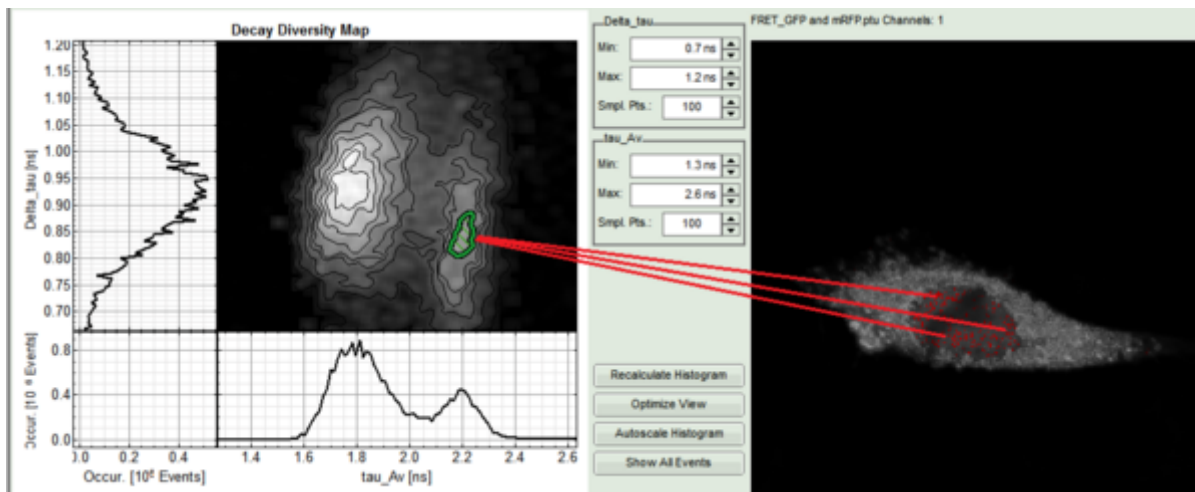 Decay Diversity Map
1.20
1.15
1.10
1.05
1.00
0.95
0.90
0.85
0.80
0.75
0.70
Delta_tau [ns]
0.8
0.4
0.0
Occur. [10⁶ Events]
0.0 0.2 0.4
Occur. [10⁶ Events]
1.4 1.6 1.8 2.0 2.2 2.4 2.6
tau_Av [ns]
Delta_tau
Min: 0.7 ns
Max: 1.2 ns
Smpl. Pts.: 100
tau_Av
Min: 1.3 ns
Max: 2.6 ns
Smpl. Pts.: 100
Recalculate Histogram
Optimize View
Autoscale Histogram
Show All Events
FRET_GFP and mRFP.ptu Channels: 1